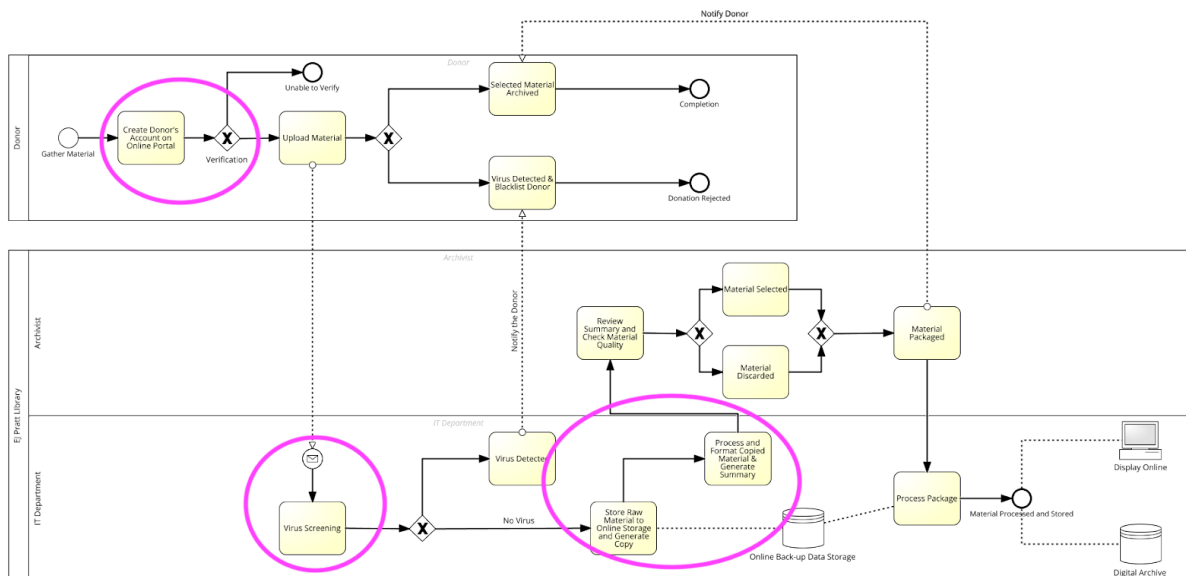 Notify Donor
Donor
Donor
Unable to Verify
Gather Material
Create Donor's
Account on
Online Portal
Verification
Upload Material
Selected Material
Archived
Completion
Virus Detected &
Blacklist Donor
Donation Rejected
EJ Pratt Library
Archivist
Archivist
Notify the Donor
Review
Summary and
Check Material
Quality
Material Selected
Material
Discarded
Material
Packaged
IT Department
IT Department
Virus Screening
Virus Detected
No Virus
Store Raw
Material to
Online Storage
and Generate
Copy
Process and
Format Copied
Material &
Generate
Summary
Online Back-up Data Storage
Process Package
Material Processed and Stored
Display Online
Digital Archive